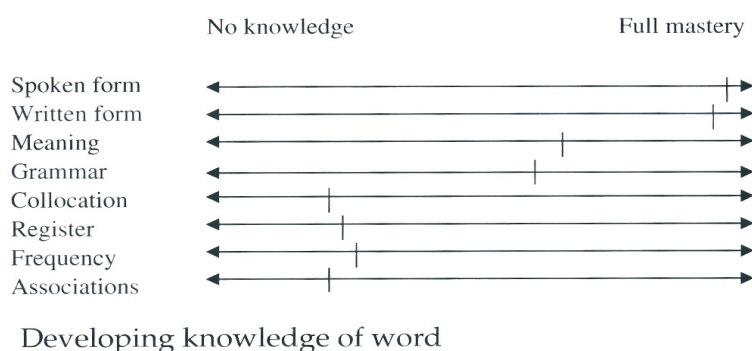 No knowledge Full mastery
Spoken form
Written form
Meaning
Grammar
Collocation
Register
Frequency
Associations
Developing knowledge of word